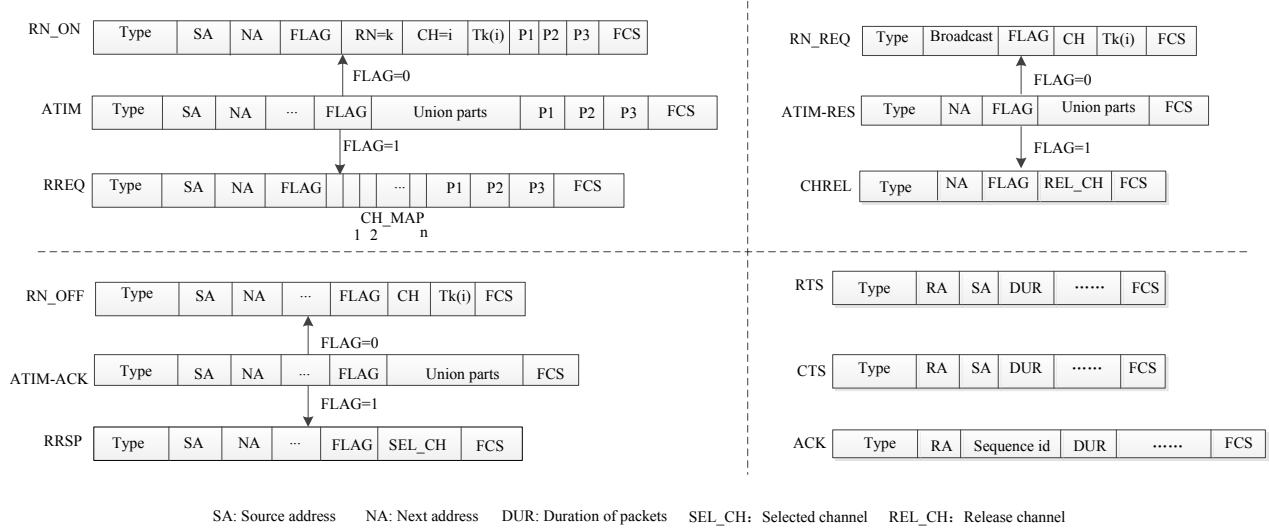 RN_ON Type SA NA FLAG RN=k CH=i Tk(i) P1 P2 P3 FCS
FLAG=0
ATIM Type SA NA ... FLAG Union parts P1 P2 P3 FCS
FLAG=1
RREQ Type SA NA FLAG ... P1 P2 P3 FCS
CH_MAP
1 2 n
RN_REQ Type Broadcast FLAG CH Tk(i) FCS
FLAG=0
ATIM-RES Type NA FLAG Union parts FCS
FLAG=1
CHREL Type NA FLAG REL_CH FCS
RN_OFF Type SA NA ... FLAG CH Tk(i) FCS
FLAG=0
ATIM-ACK Type SA NA ... FLAG Union parts FCS
FLAG=1
RRSP Type SA NA ... FLAG SEL_CH FCS
RTS Type RA SA DUR ...... FCS
CTS Type RA SA DUR ...... FCS
ACK Type RA Sequence id DUR ...... FCS
SA: Source address NA: Next address DUR: Duration of packets SEL_CH: Selected channel REL_CH: Release channel